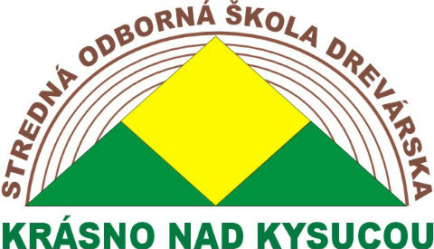 STREDNÁ ODBORNÁ ŠKOLA DREVÁRSKA
KRÁSNO NAD KYSUCOU